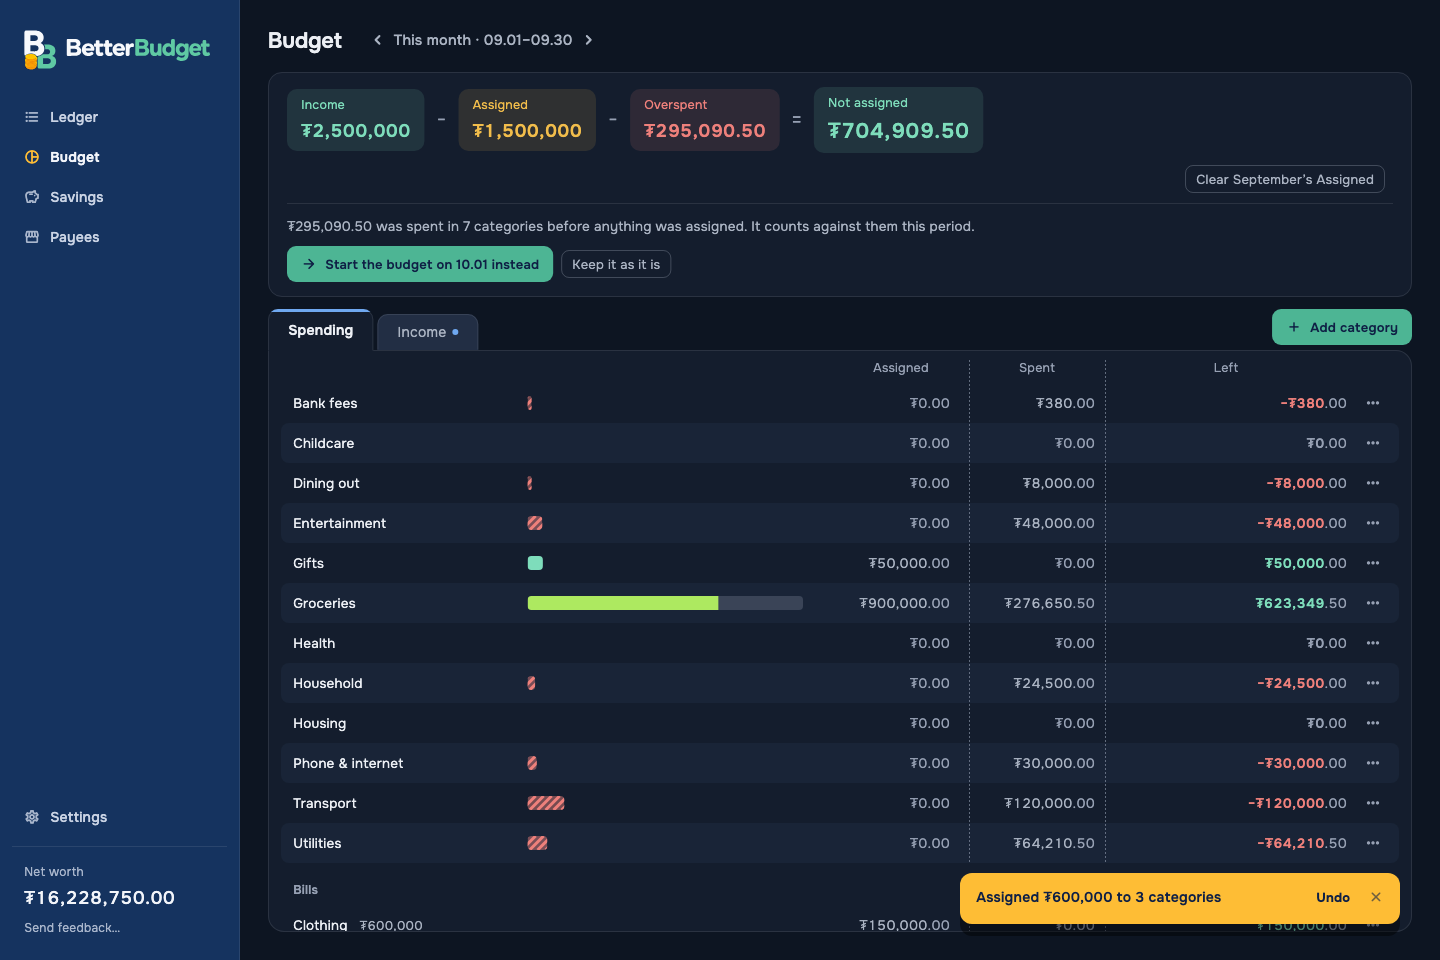 BetterBudget
Ledger
Budget
Savings
Payees
Settings
Net worth
₮16,228,750.00
Send feedback...
Budget
This month · 09.01–09.30
Income
₮2,500,000
–
Assigned
₮1,500,000
–
Overspent
₮295,090.50
=
Not assigned
₮704,909.50
Clear September's Assigned
₮295,090.50 was spent in 7 categories before anything was assigned. It counts against them this period.
Start the budget on 10.01 instead
Keep it as it is
Spending
Income
+ Add category
Assigned Spent Left
Bank fees ₮0.00 ₮380.00 -₮380.00
Childcare ₮0.00 ₮0.00 ₮0.00
Dining out ₮0.00 ₮8,000.00 -₮8,000.00
Entertainment ₮0.00 ₮48,000.00 -₮48,000.00
Gifts ₮50,000.00 ₮0.00 ₮50,000.00
Groceries ₮900,000.00 ₮276,650.50 ₮623,349.50
Health ₮0.00 ₮0.00 ₮0.00
Household ₮0.00 ₮24,500.00 -₮24,500.00
Housing ₮0.00 ₮0.00 ₮0.00
Phone & internet ₮0.00 ₮30,000.00 -₮30,000.00
Transport ₮0.00 ₮120,000.00 -₮120,000.00
Utilities ₮0.00 ₮64,210.50 -₮64,210.50
Bills
Clothing ₮600,000 ₮150,000.00 ₮0.00 ₮150,000.00
Assigned ₮600,000 to 3 categories
Undo